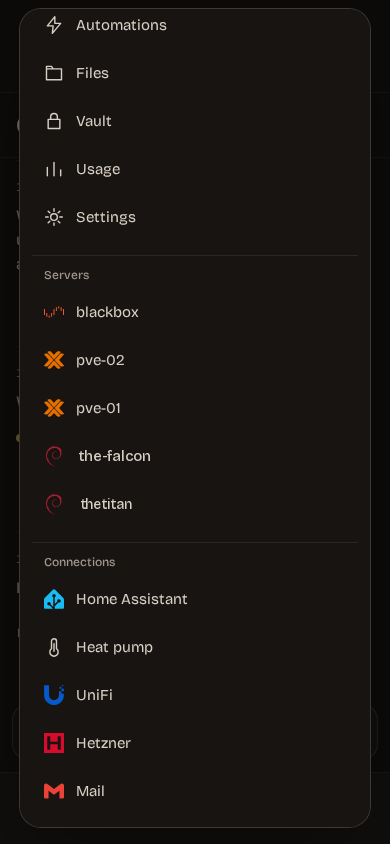 Automations
Files
Vault
Usage
Settings
Servers
blackbox
pve-02
pve-01
the-falcon
thetitan
Connections
Home Assistant
Heat pump
UniFi
Hetzner
Mail